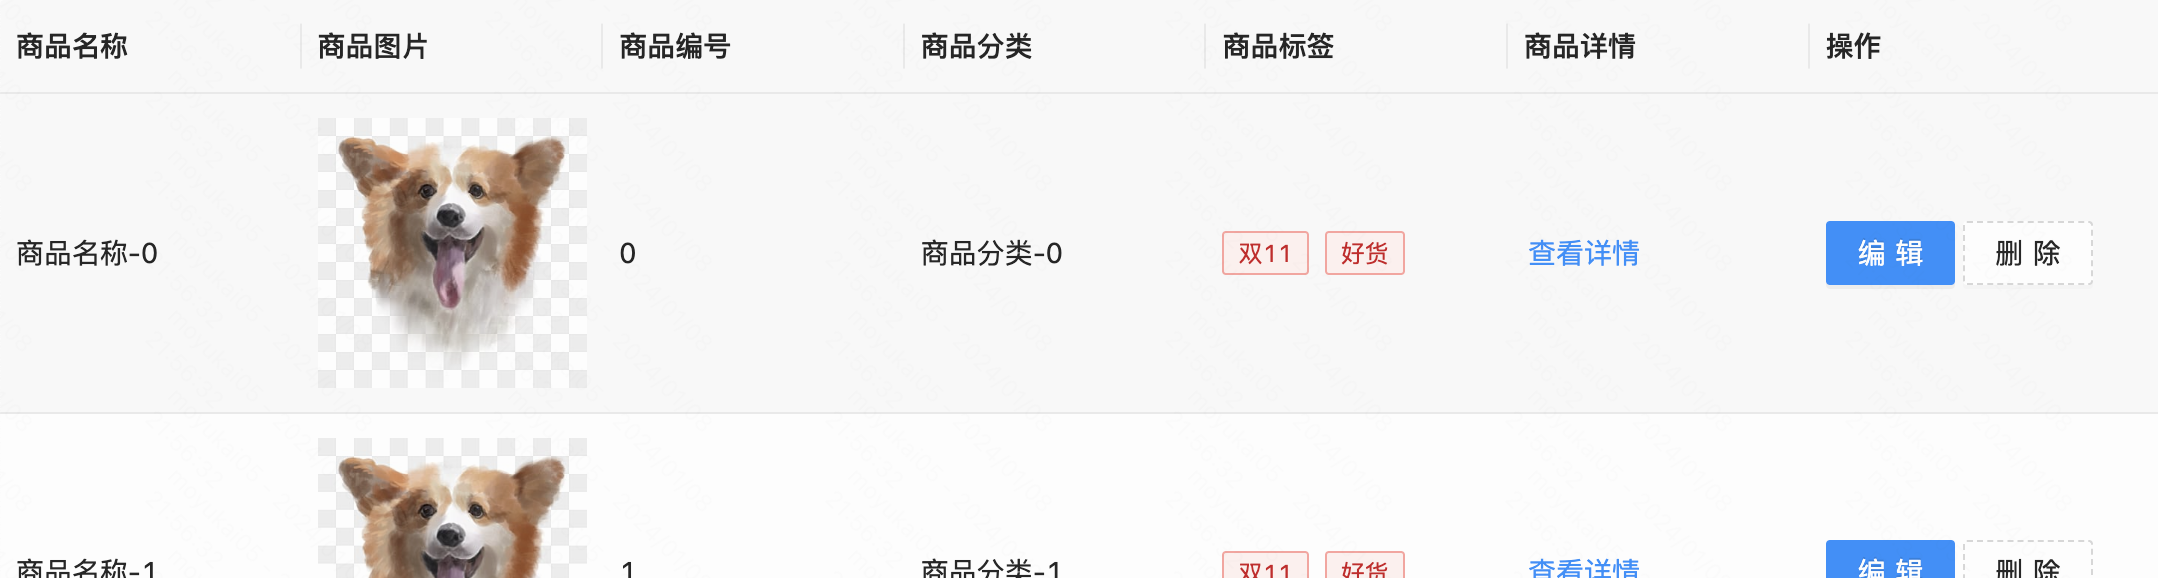 商品名称 商品图片 商品编号 商品分类 商品标签 商品详情 操作
商品名称-0 0 商品分类-0 双11 好货 查看详情 编 辑 删 除
商品名称-1 1 商品分类-1 双11 好货 查看详情 编 辑 删 除